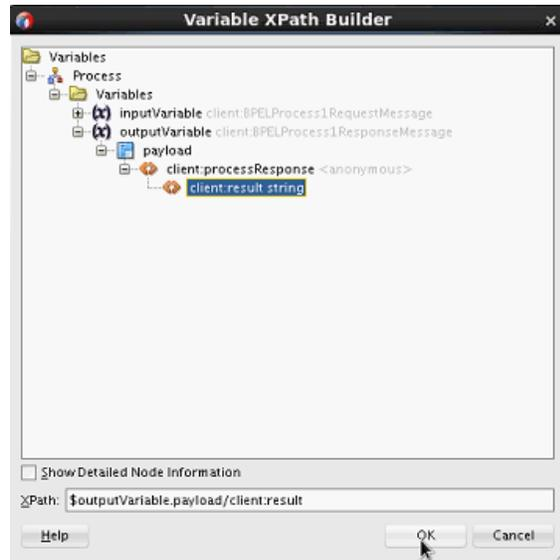 Variable XPath Builder
Variables
Process
Variables
inputVariable client:BPELProcess1RequestMessage
outputVariable client:BPELProcess1ResponseMessage
payload
client:processResponse <anonymous>
client:result string
Show Detailed Node Information
XPath: $outputVariable.payload/client:result
Help
OK
Cancel